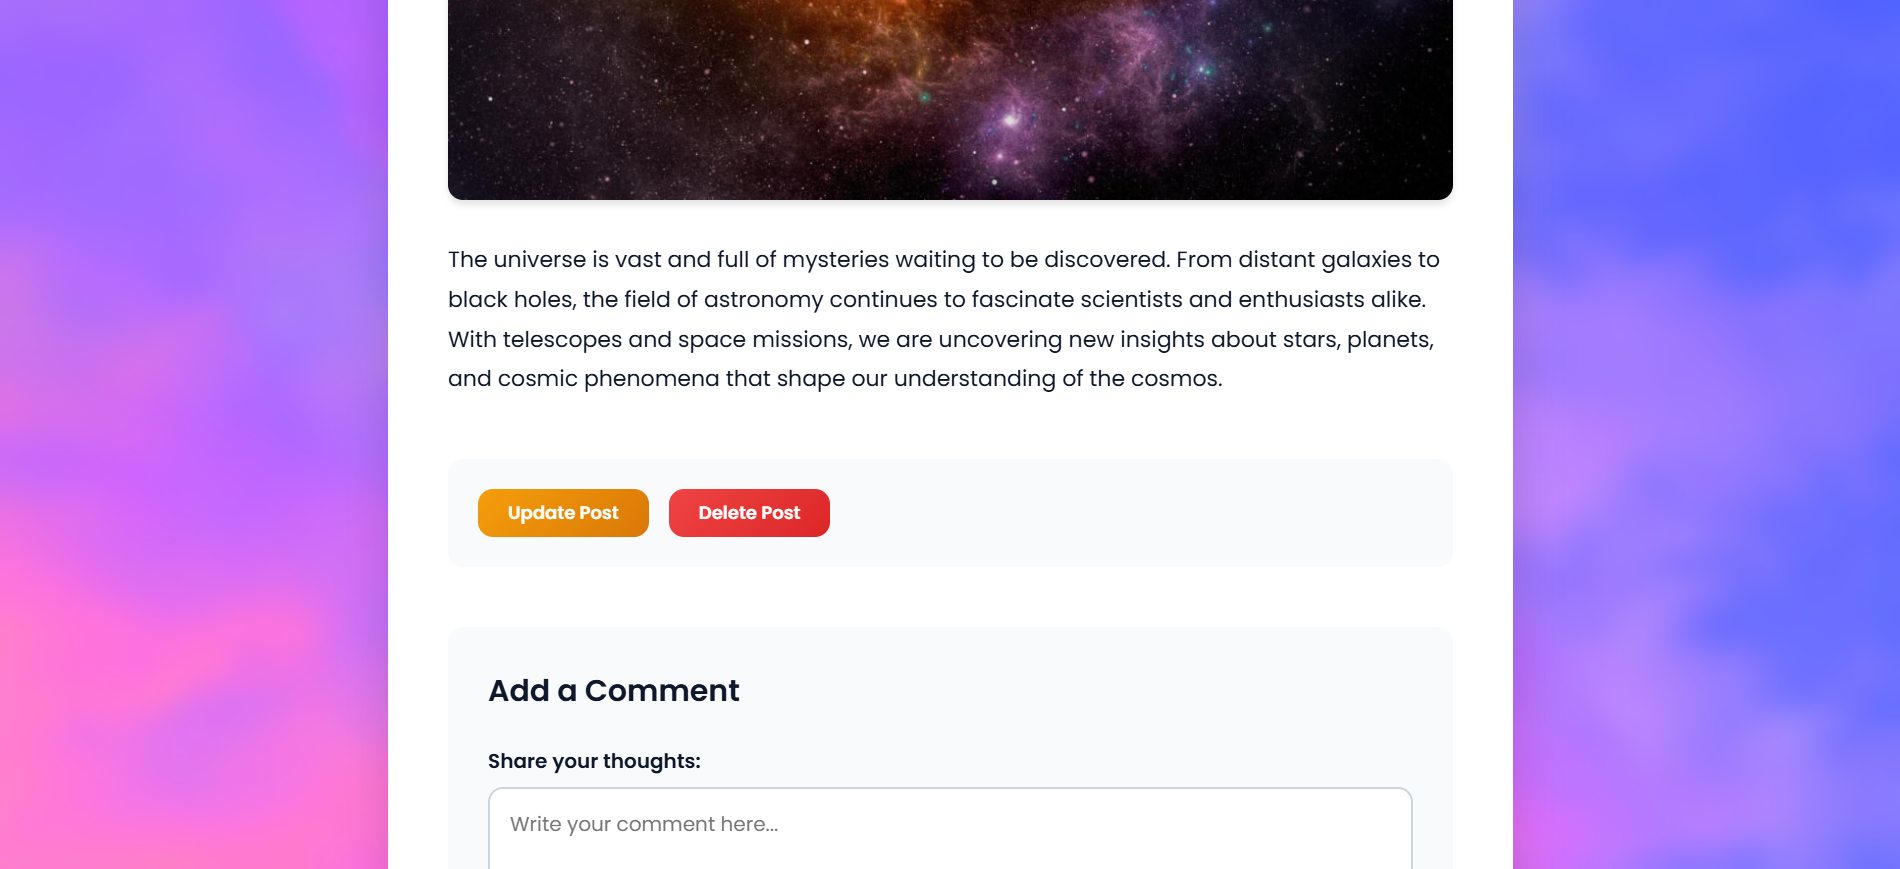 The universe is vast and full of mysteries waiting to be discovered. From distant galaxies to
black holes, the field of astronomy continues to fascinate scientists and enthusiasts alike.
With telescopes and space missions, we are uncovering new insights about stars, planets,
and cosmic phenomena that shape our understanding of the cosmos.
Update Post Delete Post
Add a Comment
Share your thoughts:
Write your comment here...